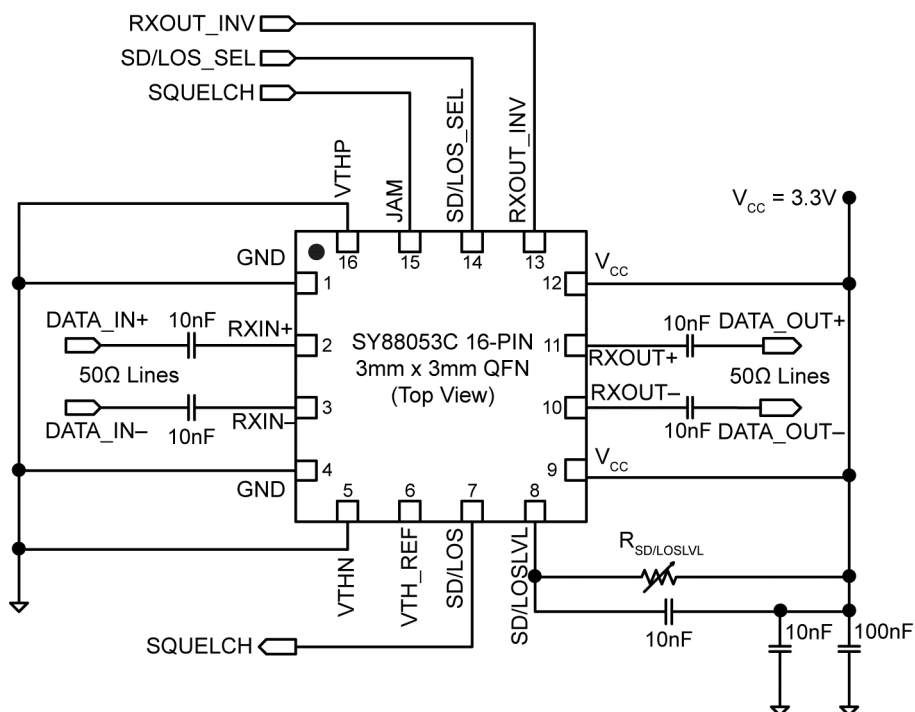 RXOUT_INV
SD/LOS_SEL
SQUELCH
VTHP
JAM
SD/LOS_SEL
RXOUT_INV
V_CC = 3.3V
GND
16
15
14
13
V_CC
1
12
DATA_IN+
10nF
RXIN+
2
SY88053C 16-PIN
3mm x 3mm QFN
(Top View)
11
RXOUT+
10nF
DATA_OUT+
50Ω Lines
50Ω Lines
DATA_IN–
10nF
RXIN–
3
10
RXOUT–
10nF
DATA_OUT–
4
GND
9
V_CC
5
6
7
8
VTHN
VTH_REF
SD/LOS
SD/LOSLVL
R_SD/LOSLVL
10nF
10nF
100nF
SQUELCH